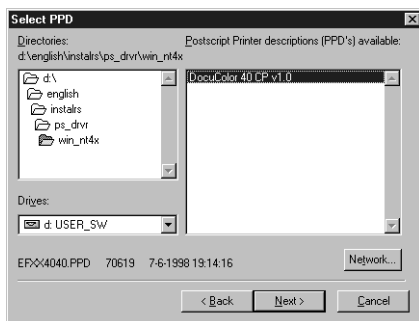 Select PPD
Directories:
d:\english\instalrs\ps_drvr\win_nt4x
d:\
english
instalrs
ps_drvr
win_nt4x
Postscript Printer descriptions (PPD's) available:
DocuColor 40 CP v1.0
Drives:
d: USER_SW
EFXX4040.PPD 70619 7-6-1998 19:14:16
Network...
< Back
Next >
Cancel